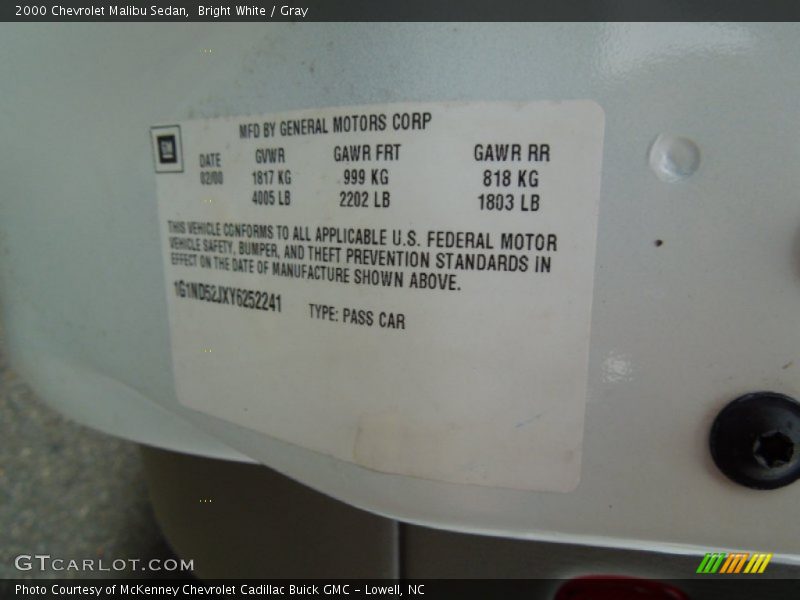 2000 Chevrolet Malibu Sedan,  Bright White / Gray
MFD BY GENERAL MOTORS CORP
GM
DATE GVWR GAWR FRT GAWR RR
02/00 1817 KG 999 KG 818 KG
4005 LB 2202 LB 1803 LB
THIS VEHICLE CONFORMS TO ALL APPLICABLE U.S. FEDERAL MOTOR
VEHICLE SAFETY, BUMPER, AND THEFT PREVENTION STANDARDS IN
EFFECT ON THE DATE OF MANUFACTURE SHOWN ABOVE.
1G1ND52JXY6252241 TYPE: PASS CAR
GTCARLOT.COM
Photo Courtesy of McKenney Chevrolet Cadillac Buick GMC - Lowell, NC